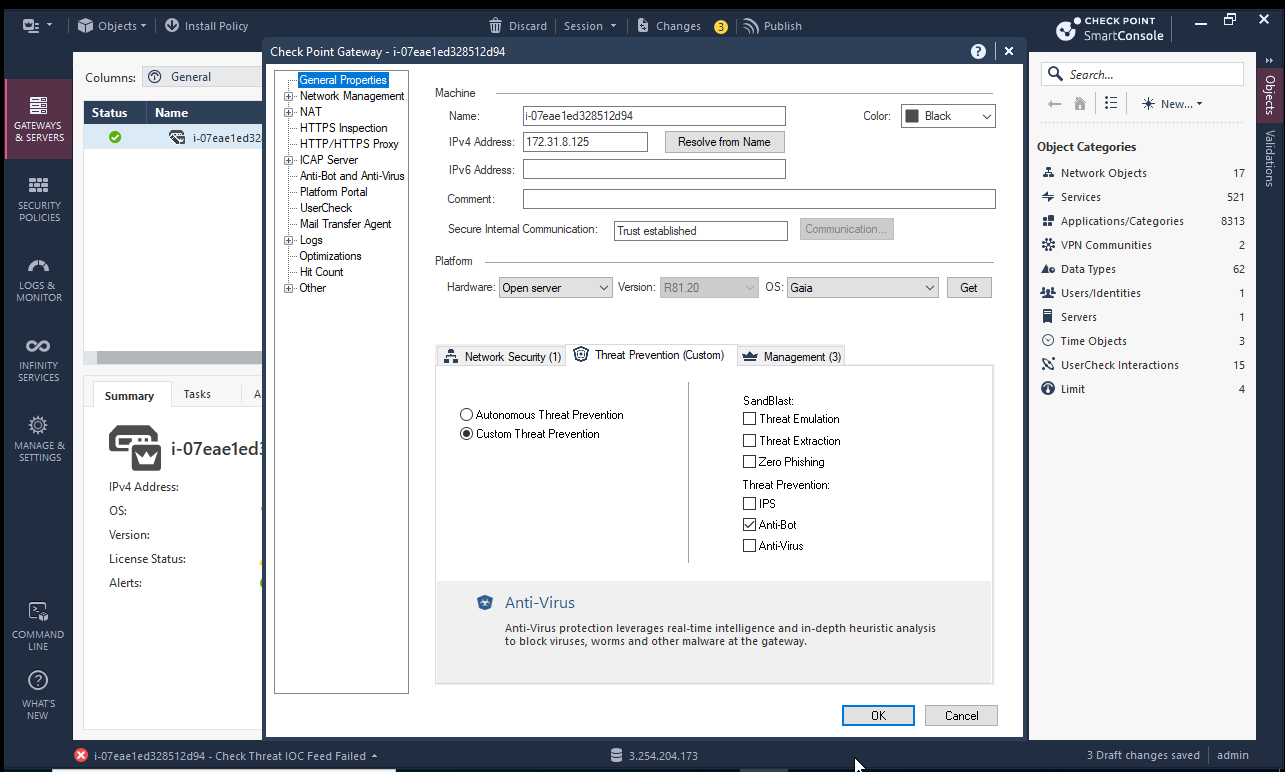 Objects
Install Policy
Discard
Session
Changes
3
Publish
CHECK POINT
SmartConsole
GATEWAYS
& SERVERS
SECURITY
POLICIES
LOGS &
MONITOR
INFINITY
SERVICES
MANAGE &
SETTINGS
COMMAND
LINE
WHAT'S
NEW
Columns:
General
Status
Name
i-07eae1ed328
Summary
Tasks
A
i-07eae1ed3
IPv4 Address:
OS:
Version:
License Status:
Alerts:
Check Point Gateway - i-07eae1ed328512d94
?
General Properties
Network Management
NAT
HTTPS Inspection
HTTP/HTTPS Proxy
ICAP Server
Anti-Bot and Anti-Virus
Platform Portal
UserCheck
Mail Transfer Agent
Logs
Optimizations
Hit Count
Other
Machine
Name:
i-07eae1ed328512d94
Color:
Black
IPv4 Address:
172.31.8.125
Resolve from Name
IPv6 Address:
Comment:
Secure Internal Communication:
Trust established
Communication...
Platform
Hardware:
Open server
Version:
R81.20
OS:
Gaia
Get
Network Security (1)
Threat Prevention (Custom)
Management (3)
Autonomous Threat Prevention
Custom Threat Prevention
SandBlast:
Threat Emulation
Threat Extraction
Zero Phishing
Threat Prevention:
IPS
Anti-Bot
Anti-Virus
Anti-Virus
Anti-Virus protection leverages real-time intelligence and in-depth heuristic analysis
to block viruses, worms and other malware at the gateway.
OK
Cancel
Search...
New...
Object Categories
Network Objects 17
Services 521
Applications/Categories 8313
VPN Communities 2
Data Types 62
Users/Identities 1
Servers 1
Time Objects 3
UserCheck Interactions 15
Limit 4
Objects
Validations
i-07eae1ed328512d94 - Check Threat IOC Feed Failed
3.254.204.173
3 Draft changes saved
admin